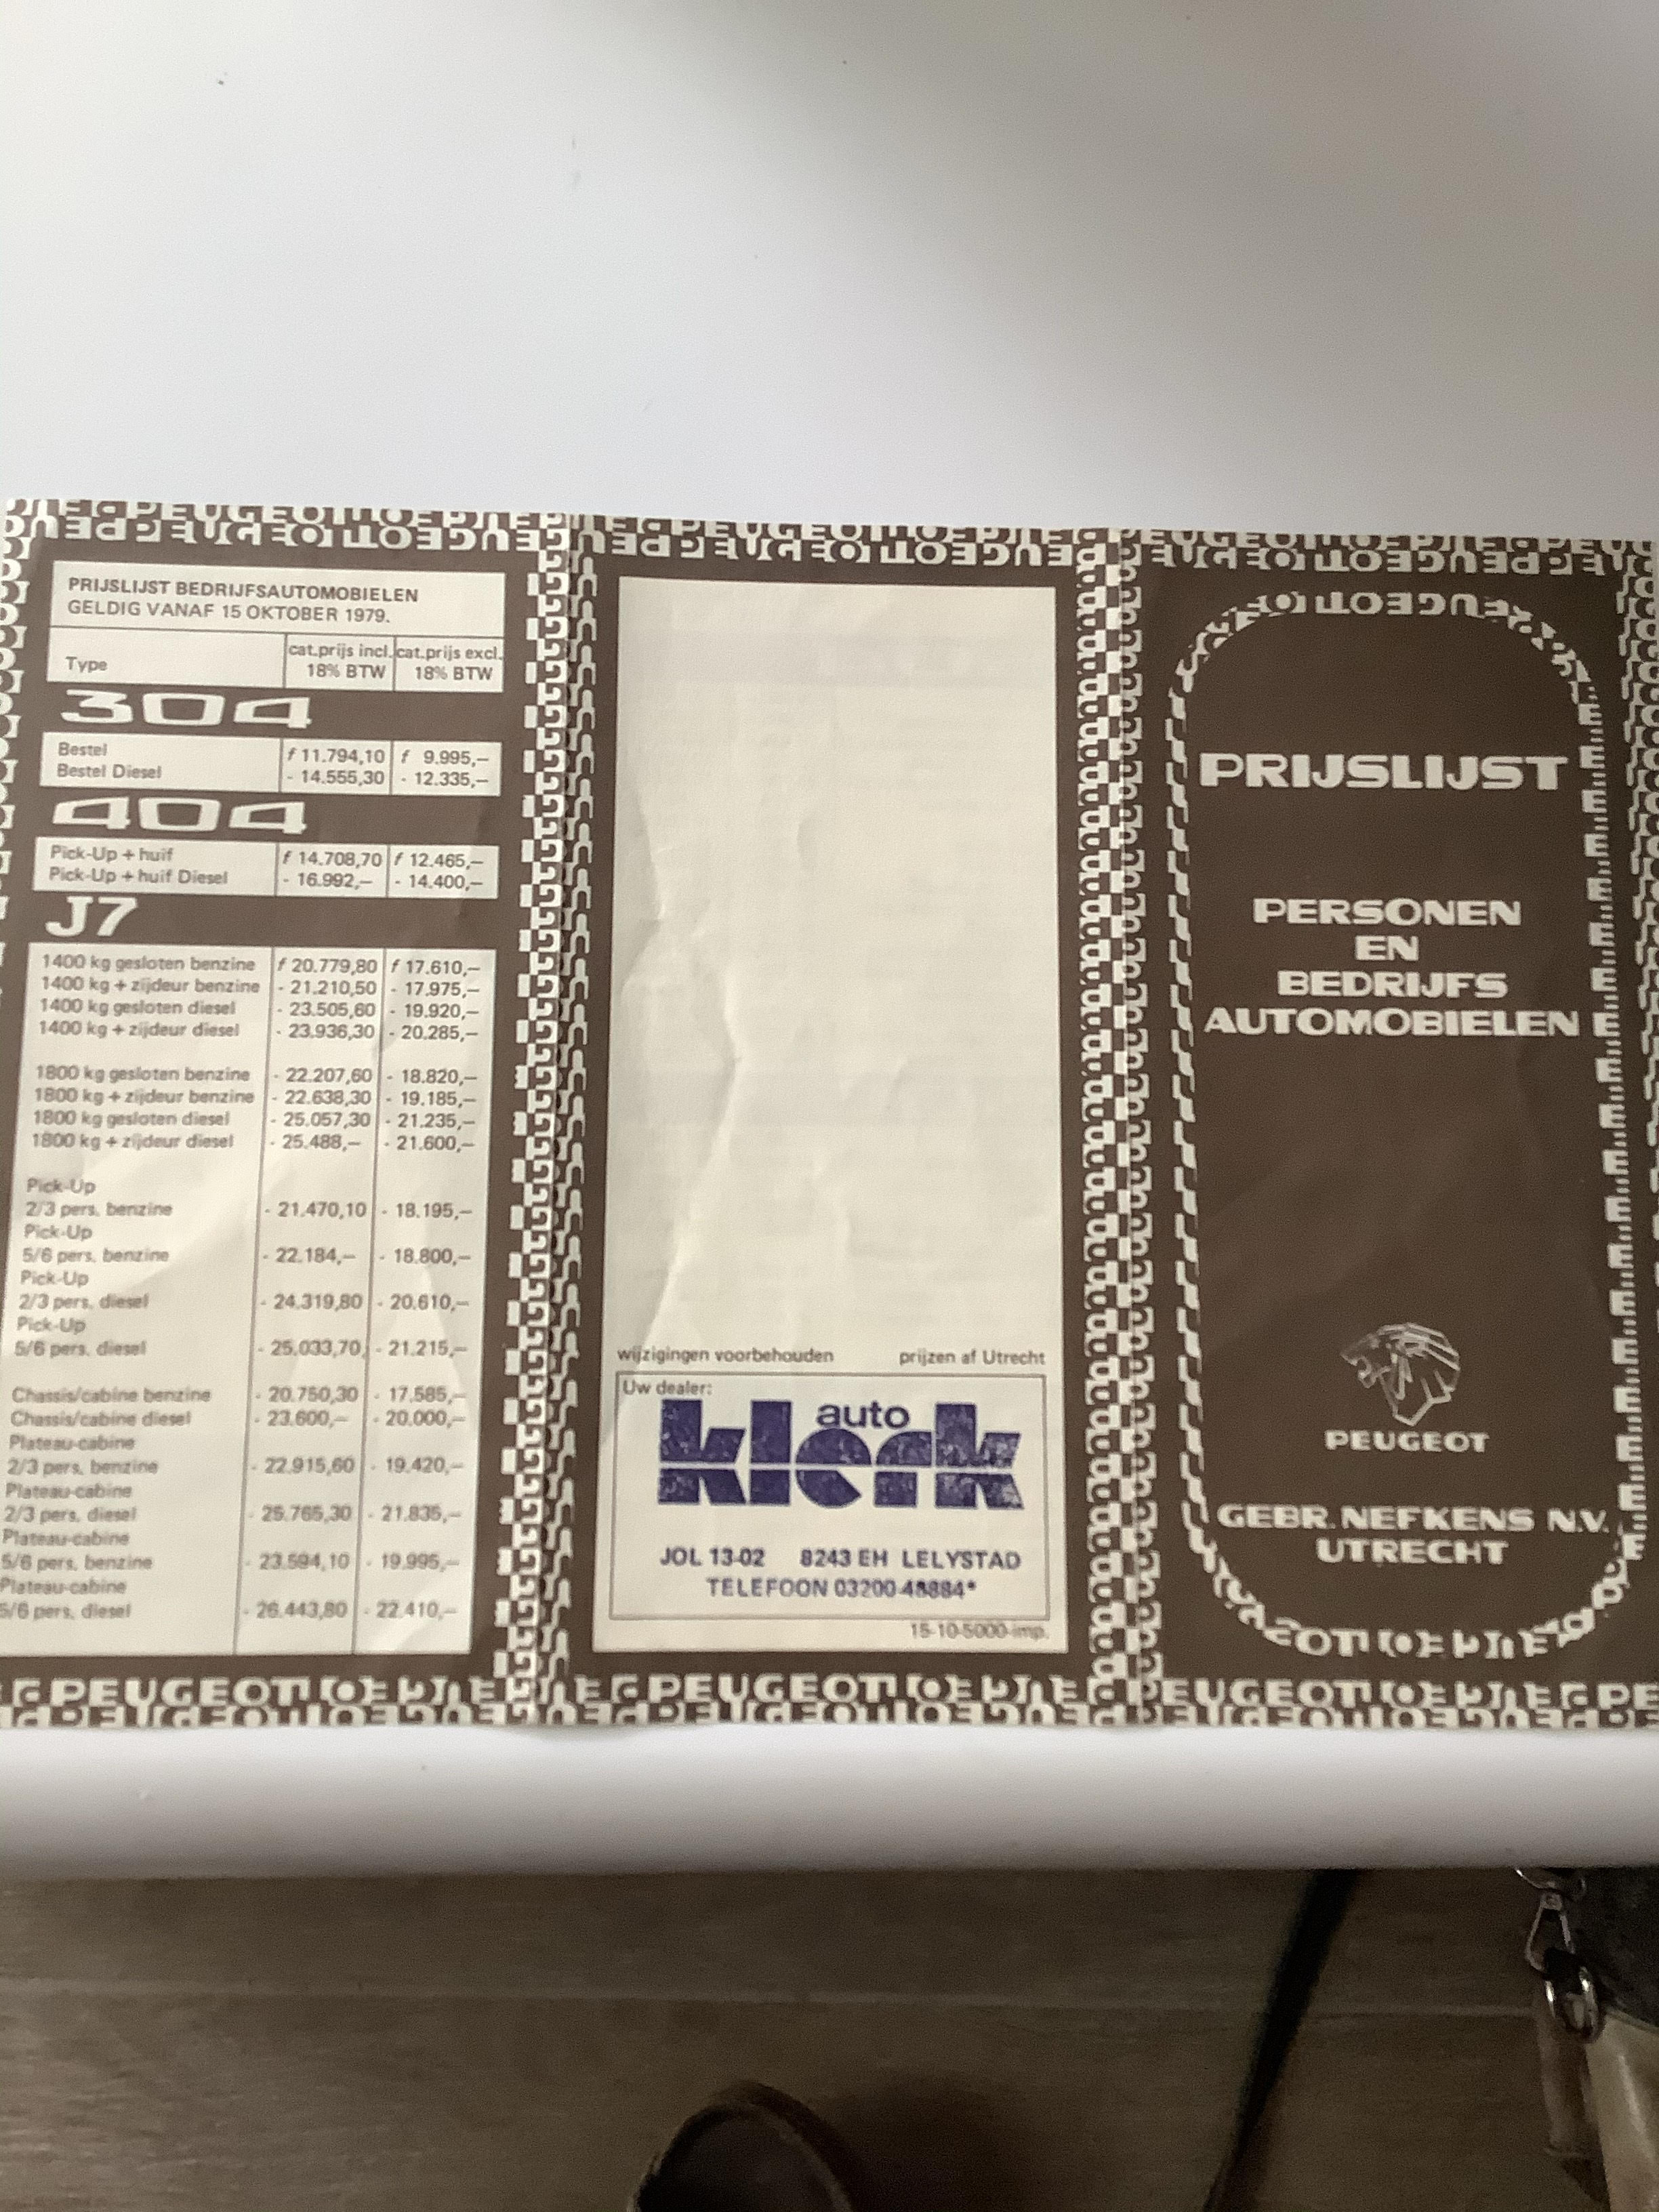 PRIJSLIJST BEDRIJFSAUTOMOBIELEN
GELDIG VANAF 15 OKTOBER 1979.
Type cat.prijs incl. 18% BTW cat.prijs excl. 18% BTW
304
Bestel f 11.794,10 f 9.995,—
Bestel Diesel - 14.555,30 - 12.335,—
404
Pick-Up + huif f 14.708,70 f 12.465,—
Pick-Up + huif Diesel - 16.992,— - 14.400,—
J7
1400 kg gesloten benzine f 20.779,80 f 17.610,—
1400 kg + zijdeur benzine - 21.210,50 - 17.975,—
1400 kg gesloten diesel - 23.505,60 - 19.920,—
1400 kg + zijdeur diesel - 23.936,30 - 20.285,—
1800 kg gesloten benzine - 22.207,60 - 18.820,—
1800 kg + zijdeur benzine - 22.638,30 - 19.185,—
1800 kg gesloten diesel - 25.057,30 - 21.235,—
1800 kg + zijdeur diesel - 25.488,— - 21.600,—
Pick-Up
2/3 pers. benzine - 21.470,10 - 18.195,—
Pick-Up
5/6 pers. benzine - 22.184,— - 18.800,—
Pick-Up
2/3 pers. diesel - 24.319,80 - 20.610,—
Pick-Up
5/6 pers. diesel - 25.033,70 - 21.215,—
Chassis/cabine benzine - 20.750,30 - 17.585,—
Chassis/cabine diesel - 23.600,— - 20.000,—
Plateau-cabine
2/3 pers. benzine - 22.915,60 - 19.420,—
Plateau-cabine
2/3 pers. diesel - 25.765,30 - 21.835,—
Plateau-cabine
5/6 pers. benzine - 23.594,10 - 19.995,—
Plateau-cabine
5/6 pers. diesel - 26.443,80 - 22.410,—
wijzigingen voorbehouden prijzen af Utrecht
Uw dealer:
auto
klerk
JOL 13-02 8243 EH LELYSTAD
TELEFOON 03200-48884*
15-10-5000-imp.
PRIJSLIJST
PERSONEN
EN
BEDRIJFS
AUTOMOBIELEN
PEUGEOT
GEBR. NEFKENS N.V.
UTRECHT